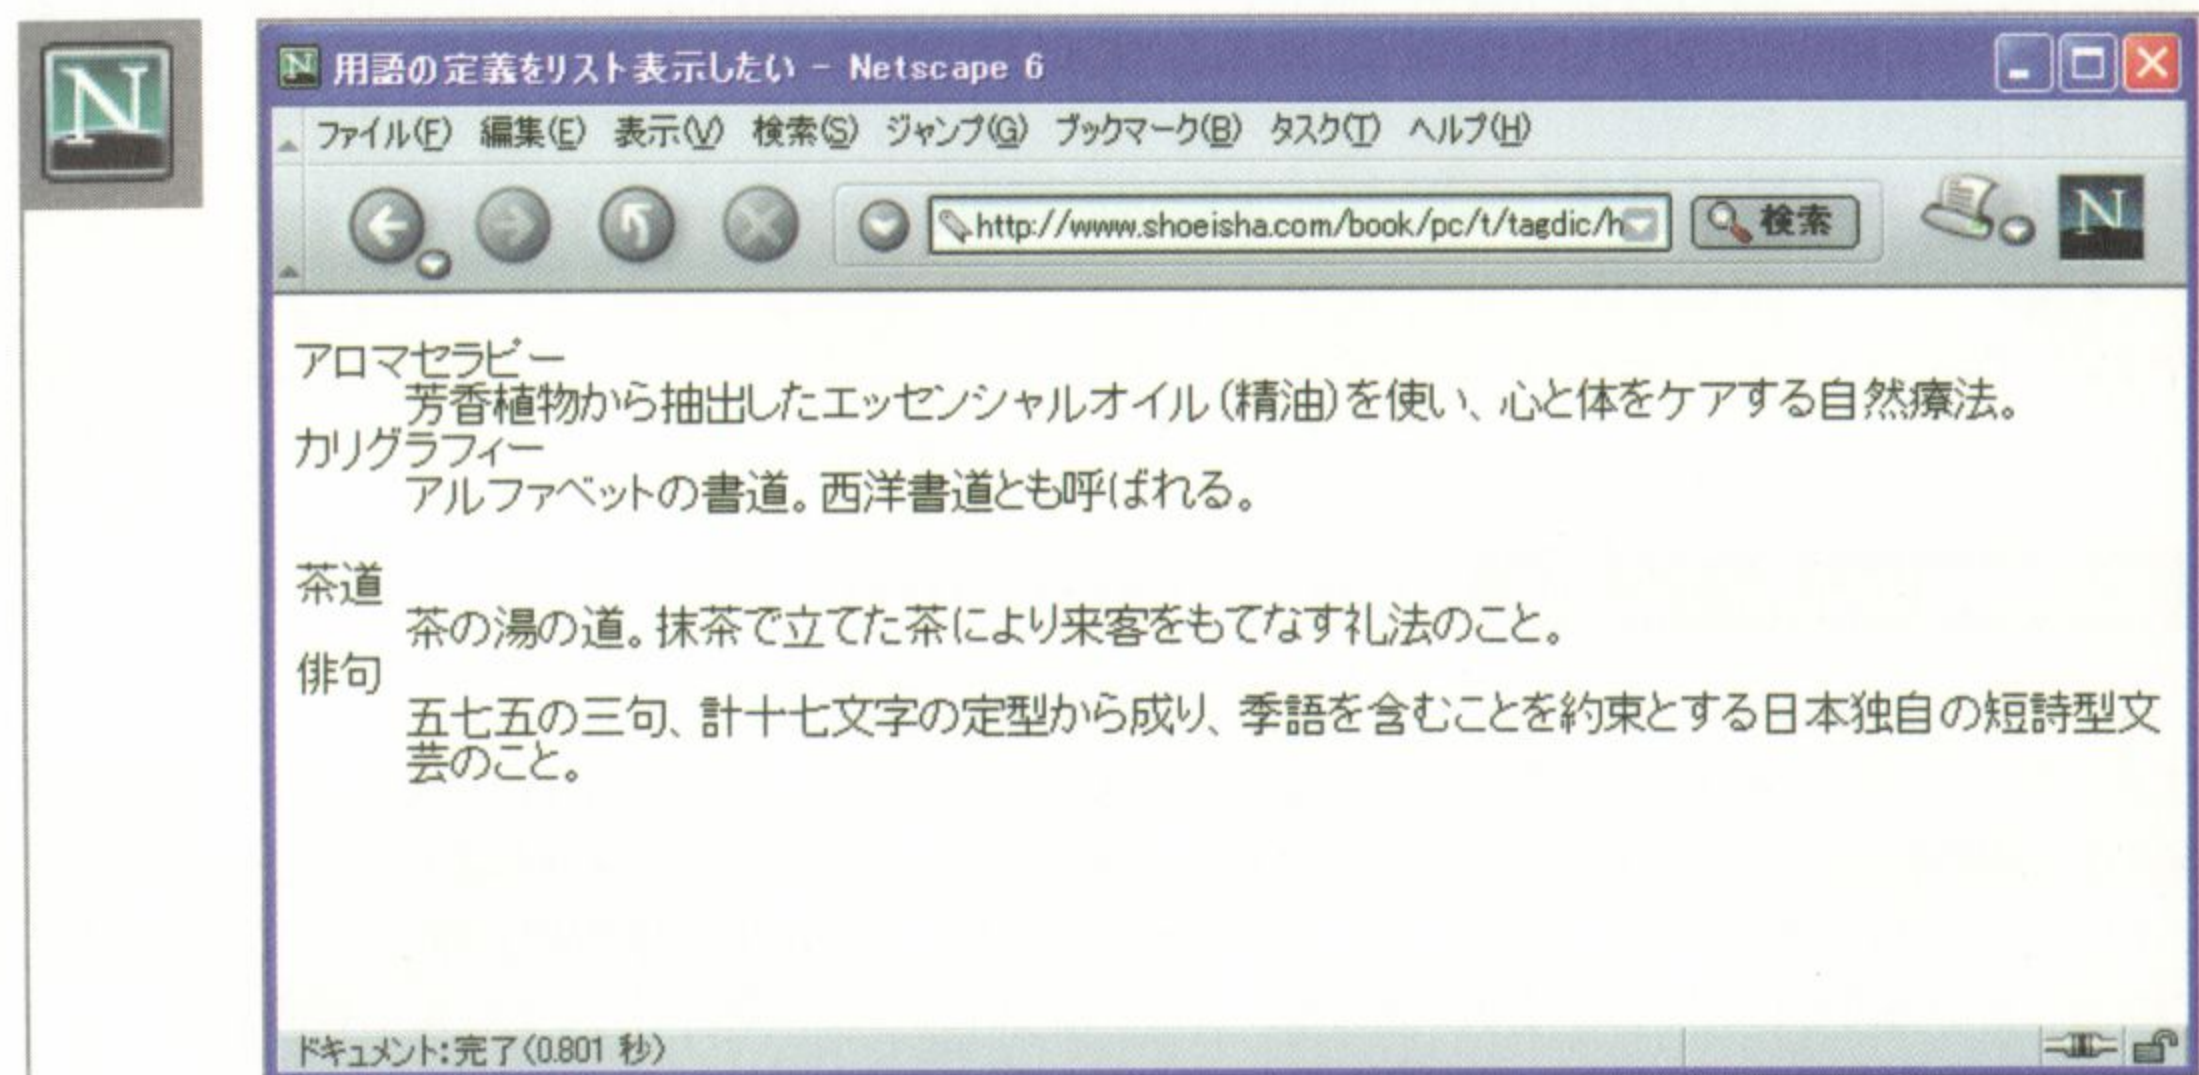 N
用語の定義をリスト表示したい - Netscape 6
ファイル(F) 編集(E) 表示(V) 検索(S) ジャンプ(G) ブックマーク(B) タスク(T) ヘルプ(H)
http://www.shoeisha.com/book/pc/t/tagdic/h 検索 N
アロマセラピー
芳香植物から抽出したエッセンシャルオイル(精油)を使い、心と体をケアする自然療法。
カリグラフィー
アルファベットの書道。西洋書道とも呼ばれる。
茶道
茶の湯の道。抹茶で立てた茶により来客をもてなす礼法のこと。
俳句
五七五の三句、計十七文字の定型から成り、季語を含むことを約束とする日本独自の短詩型文
芸のこと。
ドキュメント:完了(0.801 秒)